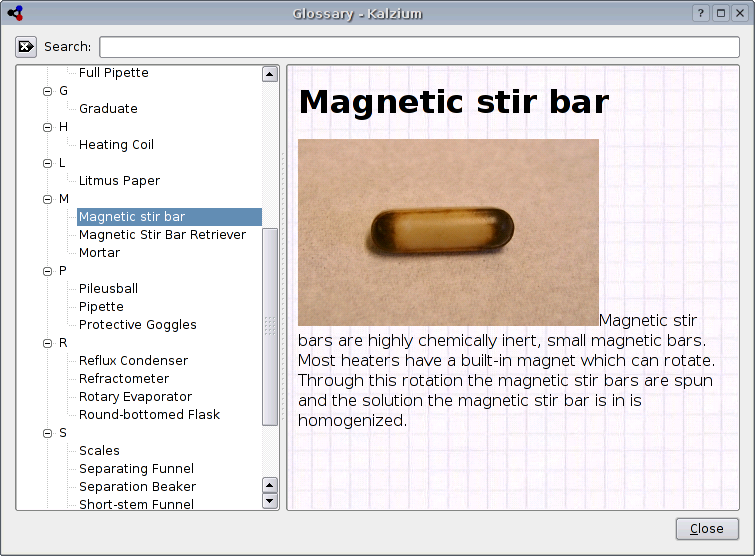 Glossary - Kalzium
Search:
Full Pipette
G
Graduate
H
Heating Coil
L
Litmus Paper
M
Magnetic stir bar
Magnetic Stir Bar Retriever
Mortar
P
Pileusball
Pipette
Protective Goggles
R
Reflux Condenser
Refractometer
Rotary Evaporator
Round-bottomed Flask
S
Scales
Separating Funnel
Separation Beaker
Short-stem Funnel
Magnetic stir bar
Magnetic stir
bars are highly chemically inert, small magnetic bars.
Most heaters have a built-in magnet which can rotate.
Through this rotation the magnetic stir bars are spun
and the solution the magnetic stir bar is in is
homogenized.
Close